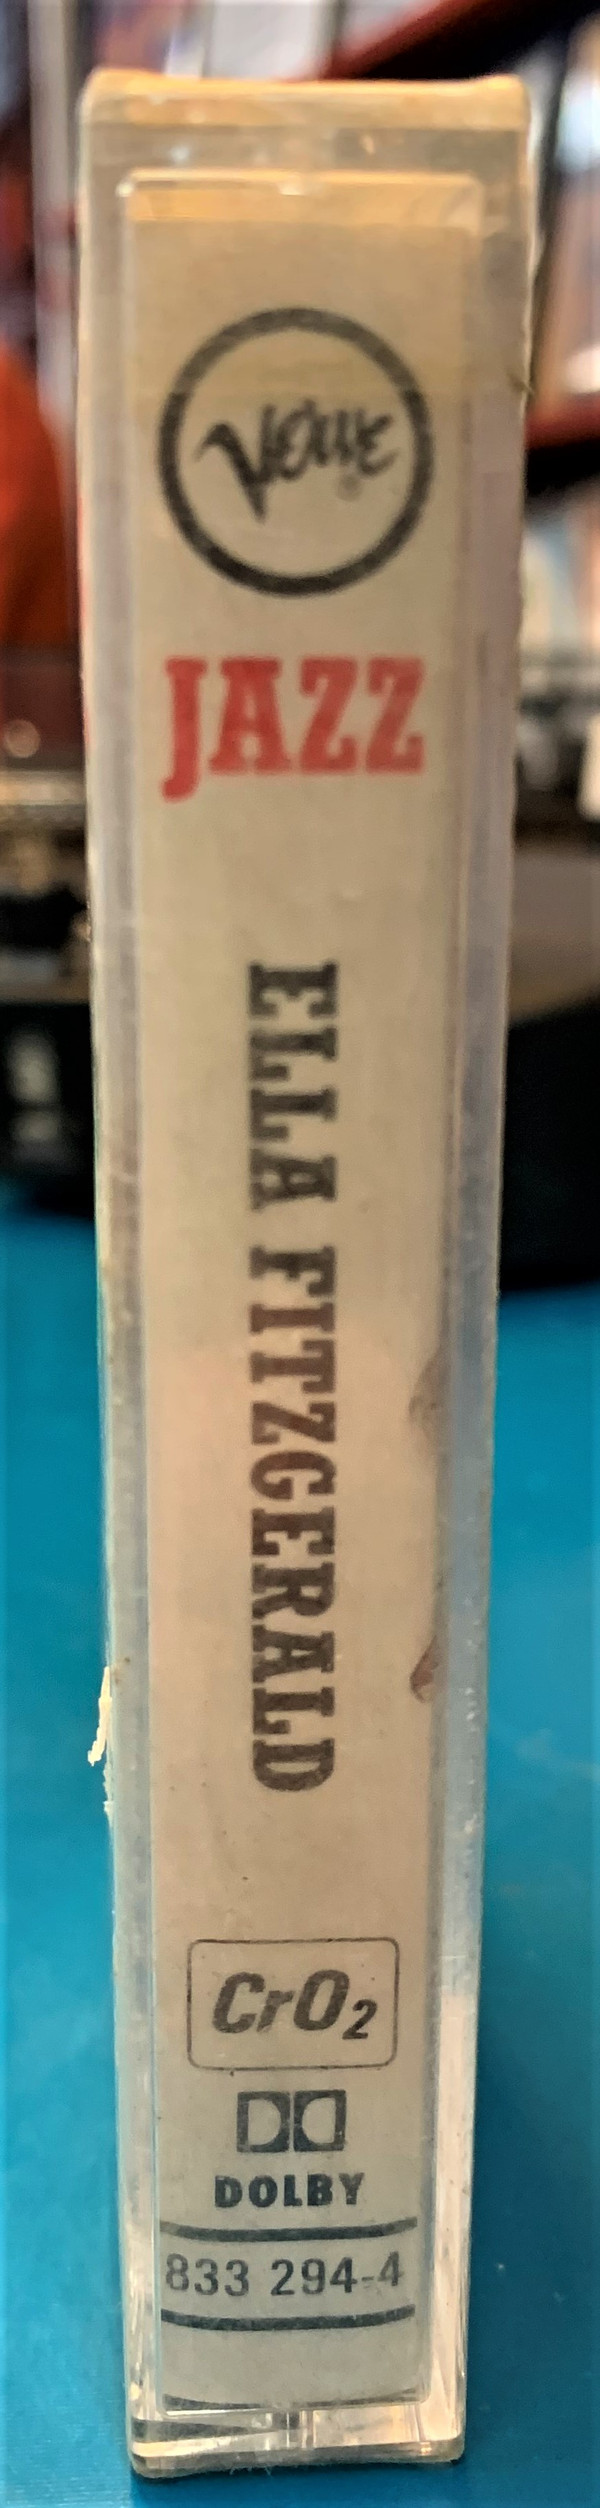 Verve
®
JAZZ
ELLA FITZGERALD
CrO₂
DOLBY
833 294-4